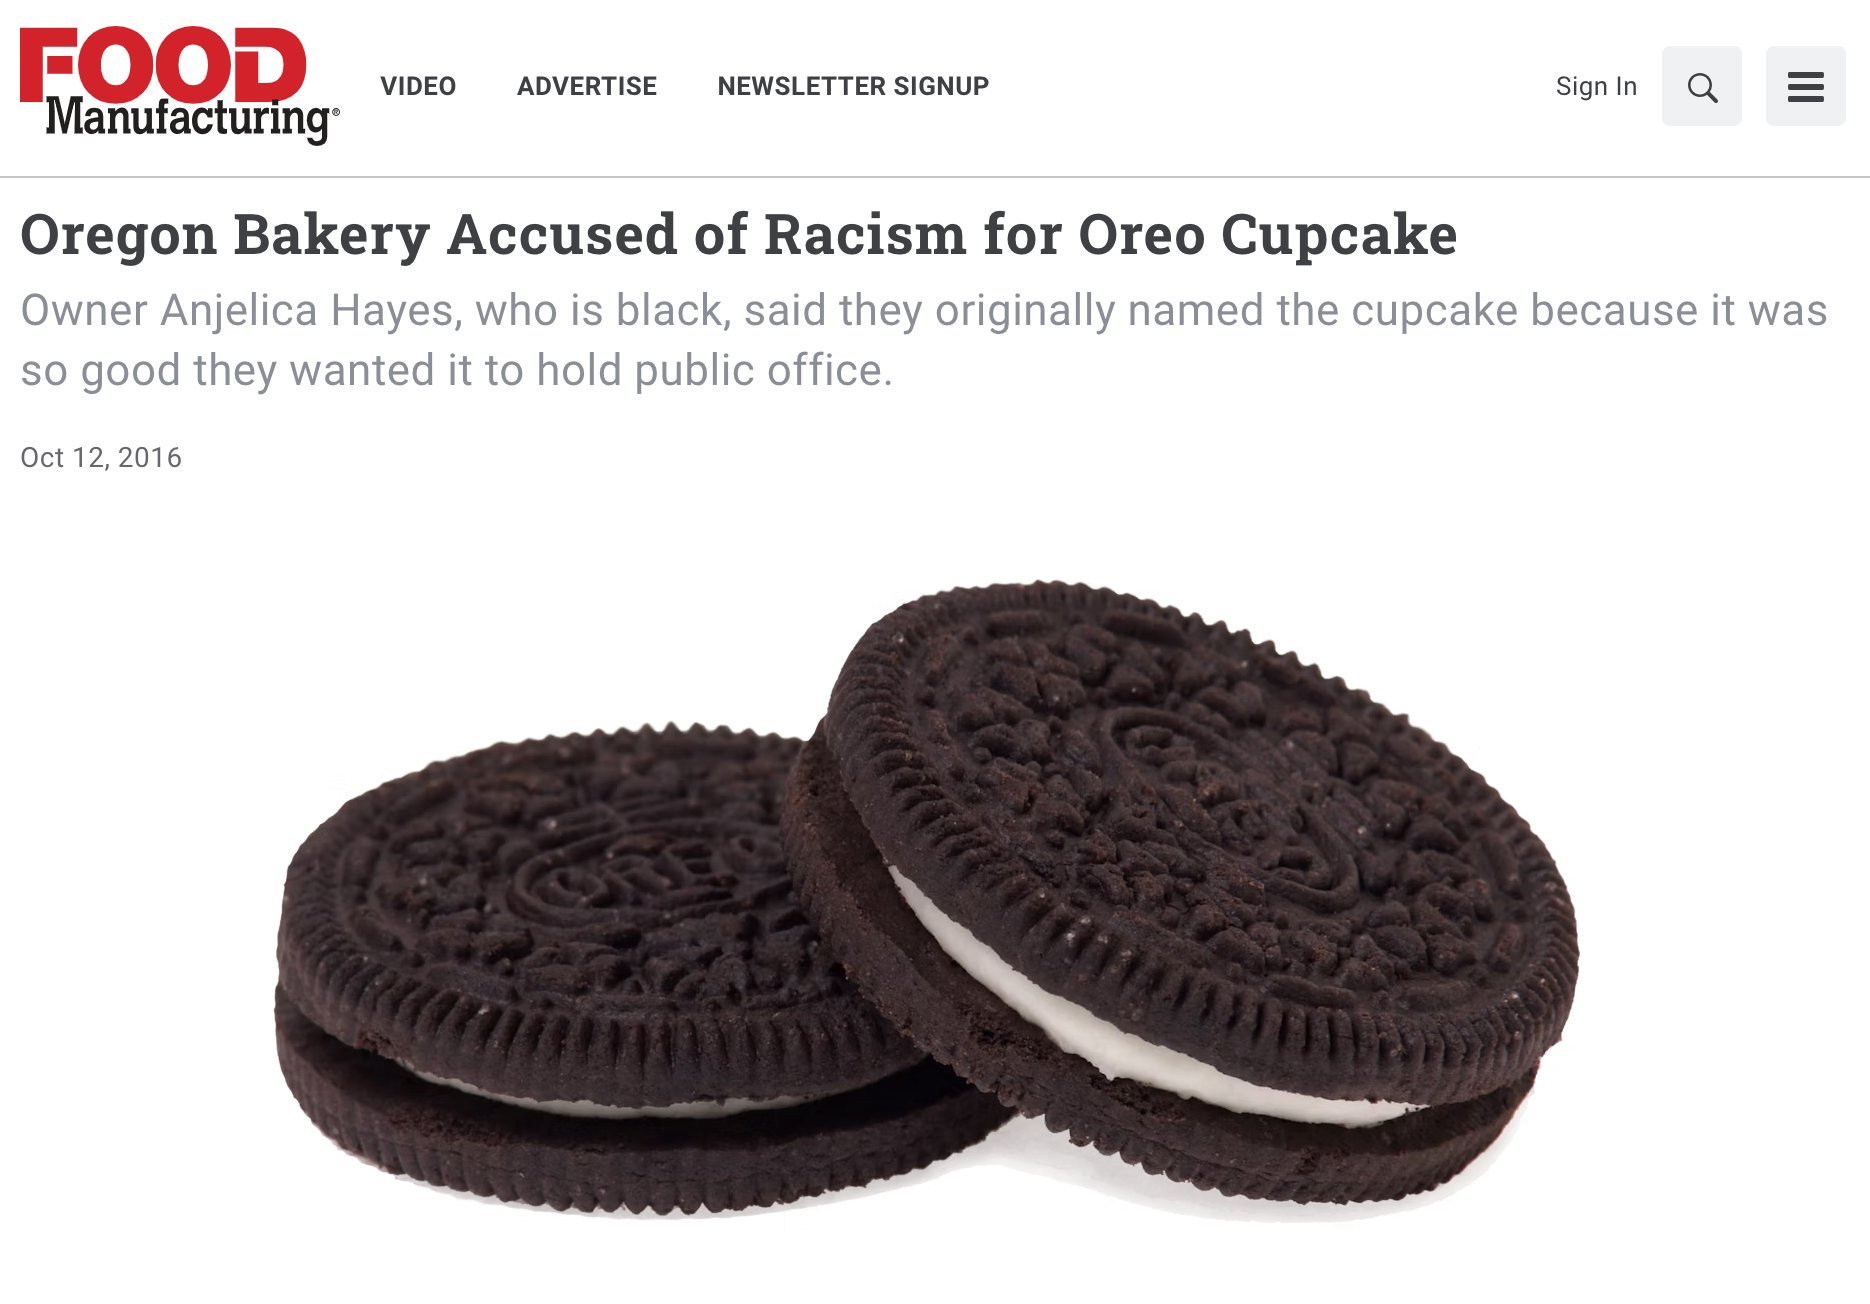 FOOD
Manufacturing®
VIDEO ADVERTISE NEWSLETTER SIGNUP Sign In
Oregon Bakery Accused of Racism for Oreo Cupcake
Owner Anjelica Hayes, who is black, said they originally named the cupcake because it was
so good they wanted it to hold public office.
Oct 12, 2016